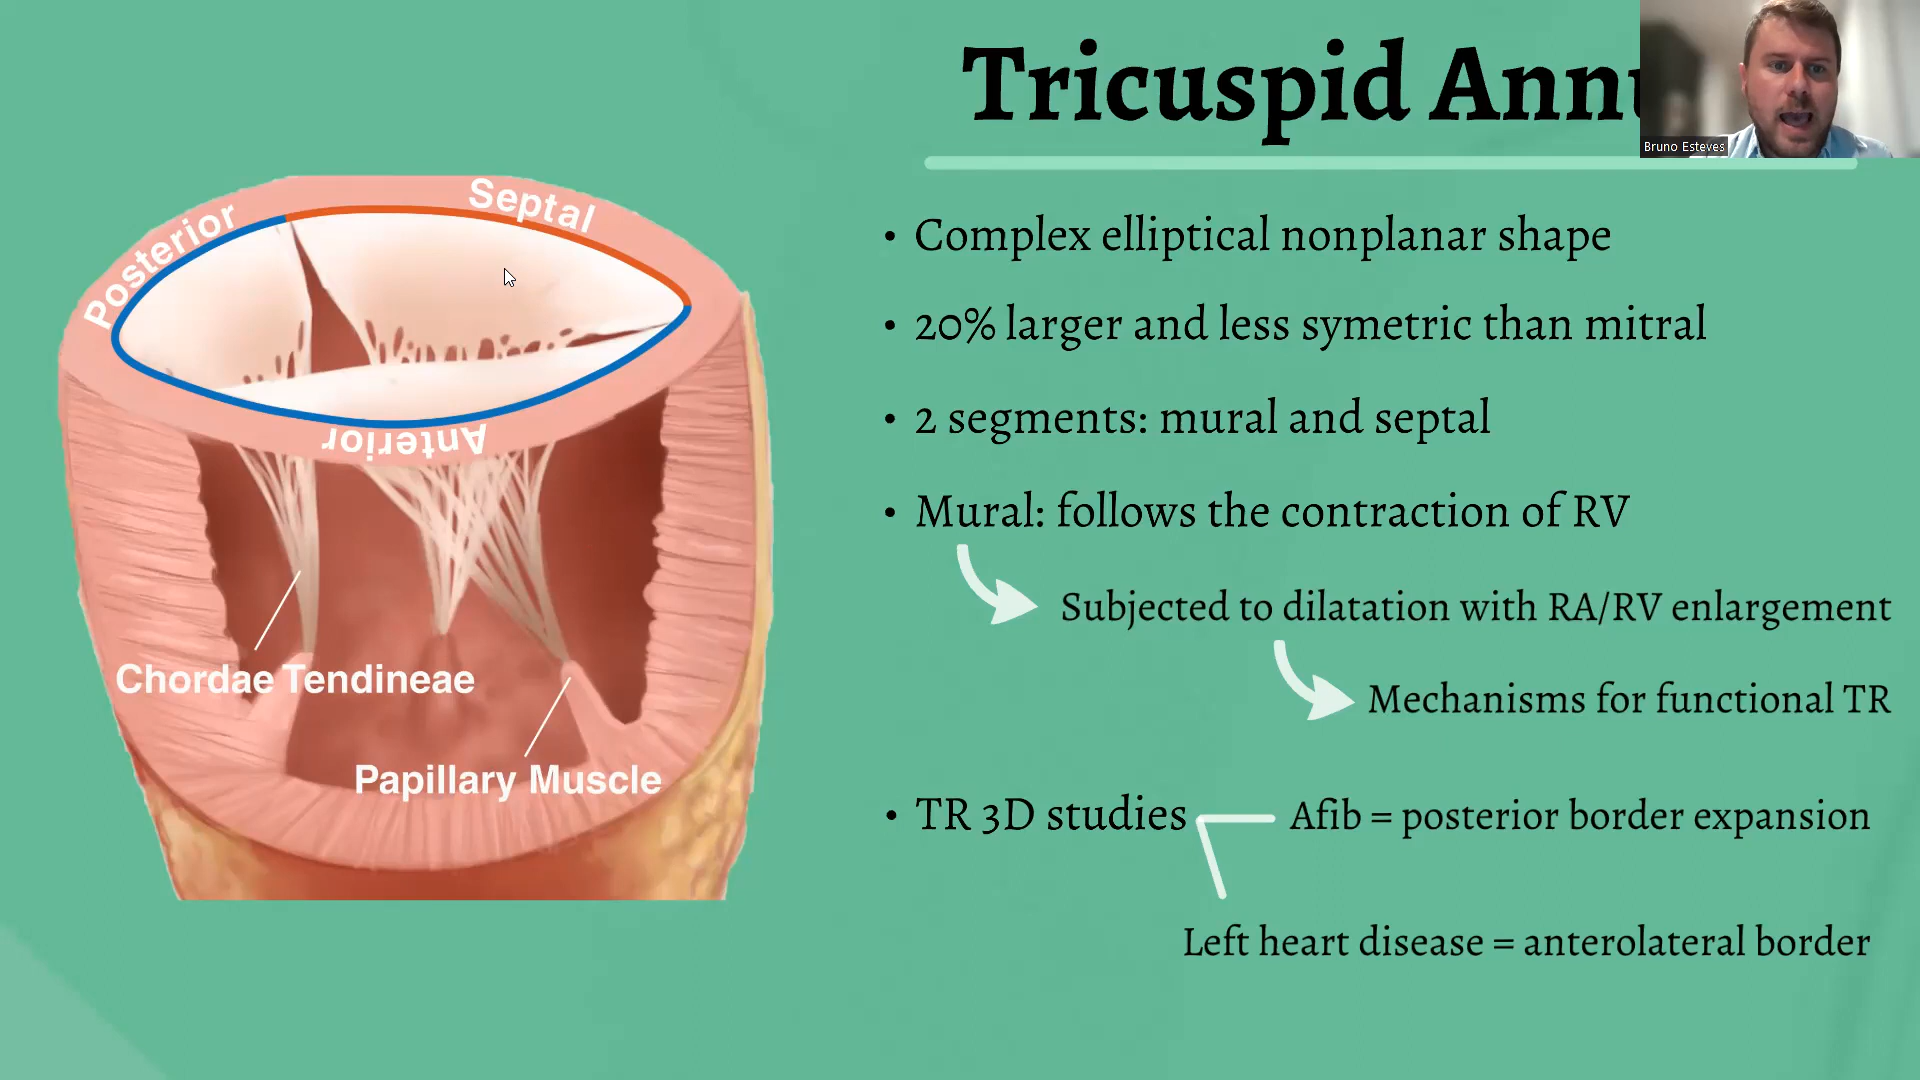 Tricuspid Ann
Bruno Esteves
Septal
Posterior
Anterior
Chordae Tendineae
Papillary Muscle
• Complex elliptical nonplanar shape
• 20% larger and less symetric than mitral
• 2 segments: mural and septal
• Mural: follows the contraction of RV
Subjected to dilatation with RA/RV enlargement
Mechanisms for functional TR
• TR 3D studies
Afib = posterior border expansion
Left heart disease = anterolateral border